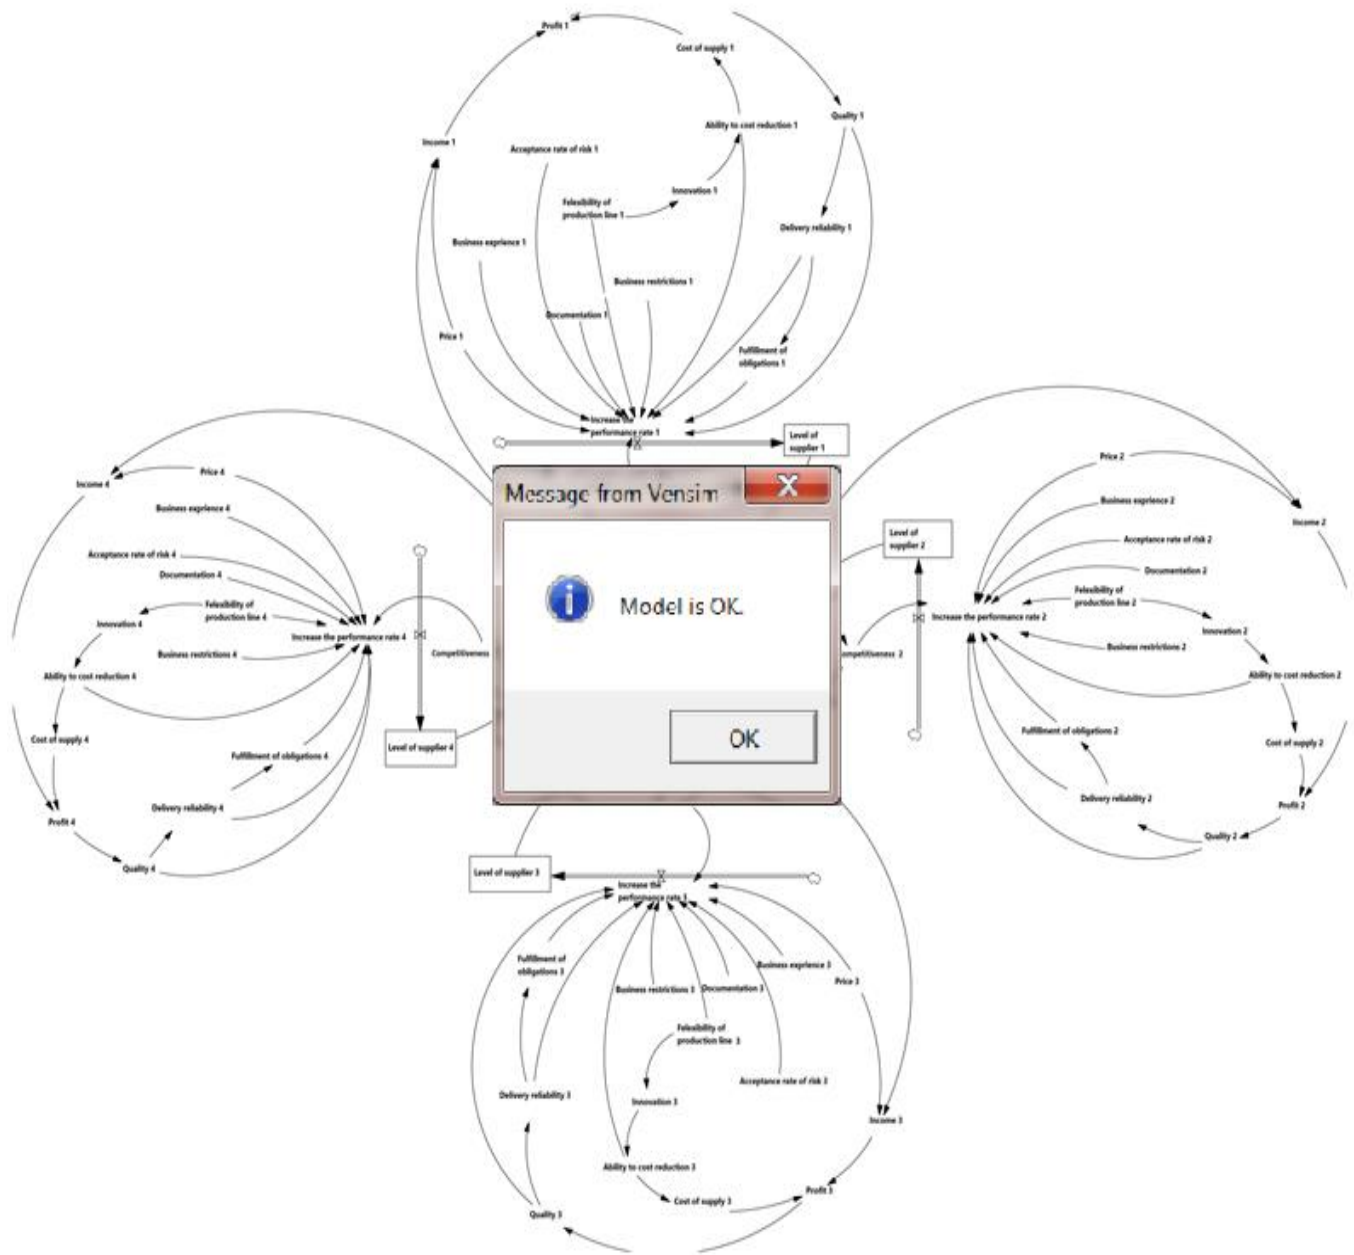 Profit 1
Cost of supply 1
Quality 1
Ability to cost reduction 1
Income 1
Acceptance rate of risk 1
Innovation 1
Felexibility of
production line 1
Delivery reliability 1
Business exprience 1
Business restrictions 1
Documentation 1
Price 1
Fulfillment of
obligations 1
Increase the
performance rate 1
Level of
supplier 1
Price 4
Income 4
Business exprience 4
Acceptance rate of risk 4
Documentation 4
Felexibility of
production line 4
Innovation 4
Increase the performance rate 4
Business restrictions 4
Competitiveness
Ability to cost reduction 4
Cost of supply 4
Level of supplier 4
Fulfillment of obligations 4
Delivery reliability 4
Profit 4
Quality 4
Message from Vensim
Model is OK.
OK
Price 2
Business exprience 2
Income 2
Level of
supplier 2
Acceptance rate of risk 2
Documentation 2
Felexibility of
production line 2
Increase the performance rate 2
Innovation 2
Business restrictions 2
ompetitiveness 2
Ability to cost reduction 2
Fulfillment of obligations 2
Cost of supply 2
Delivery reliability 2
Profit 2
Quality 2
Level of supplier 3
Increase the
performance rate 3
Fulfillment of
obligations 3
Business exprience 3
Business restrictions 3
Documentation 3
Price 3
Felexibility of
production line 3
Acceptance rate of risk 3
Delivery reliability 3
Innovation 3
Income 3
Ability to cost reduction 3
Profit 3
Cost of supply 3
Quality 3